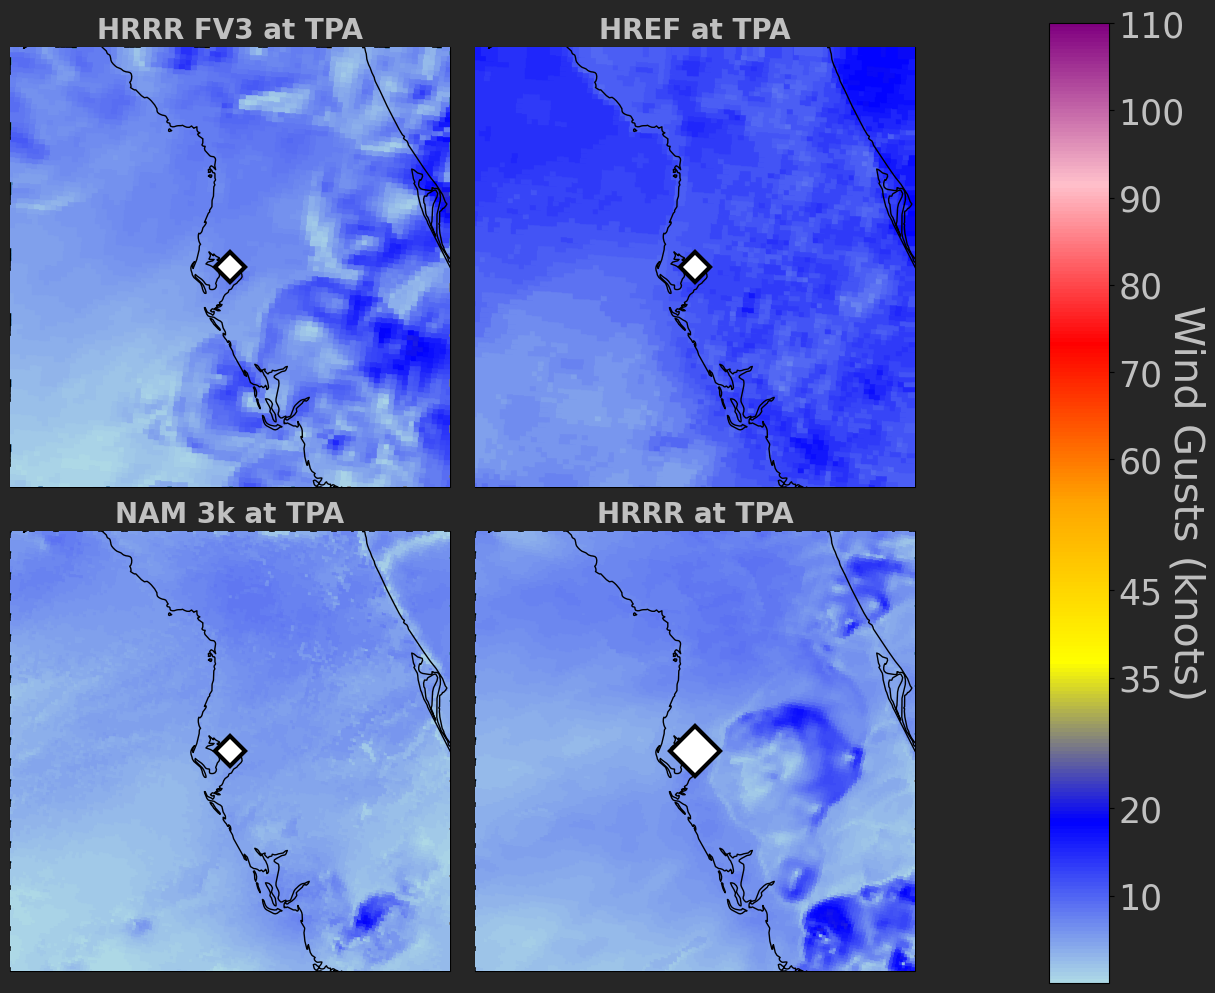 HRRR FV3 at TPA
HREF at TPA
NAM 3k at TPA
HRRR at TPA
110
100
90
80
70
60
45
35
20
10
Wind Gusts (knots)